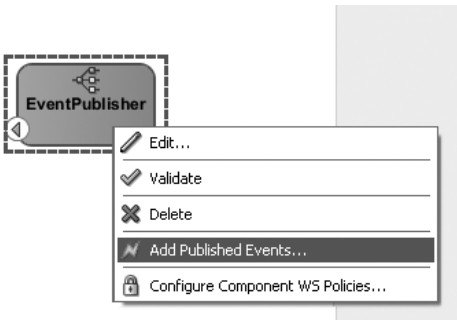 EventPublisher
Edit...
Validate
Delete
Add Published Events...
Configure Component WS Policies...